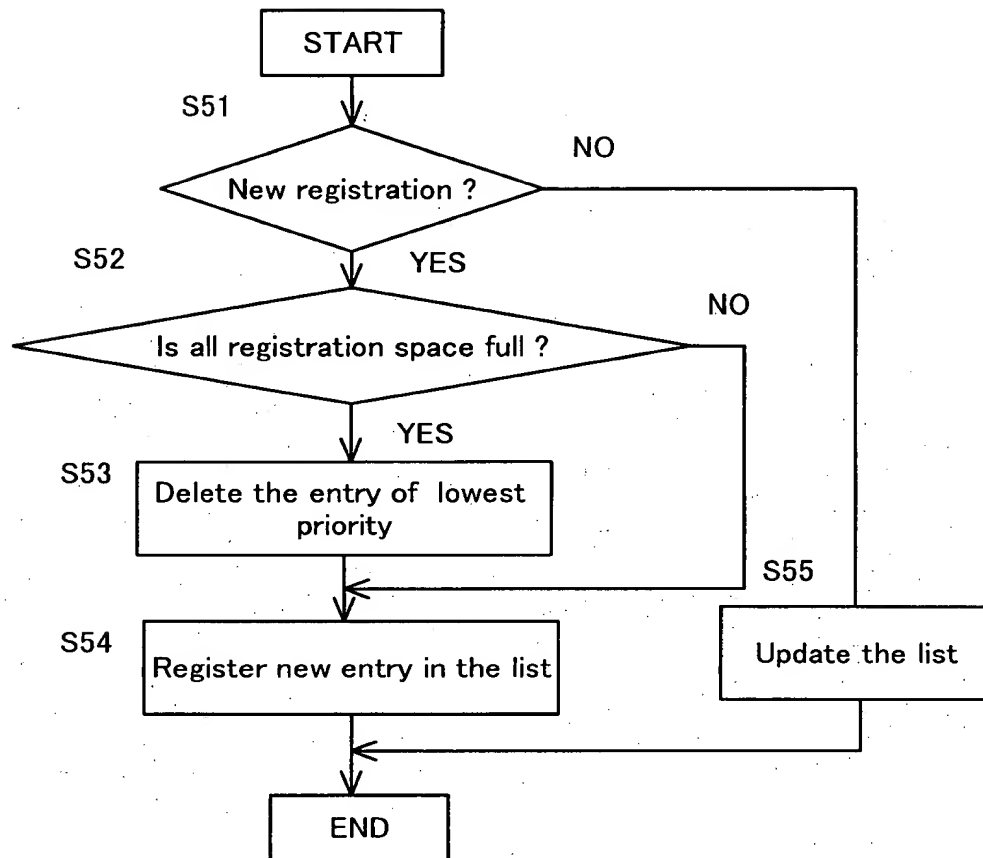 START
S51
NO
New registration ?
S52
YES
NO
Is all registration space full ?
YES
S53
Delete the entry of lowest
priority
S55
S54
Register new entry in the list
Update the list
END